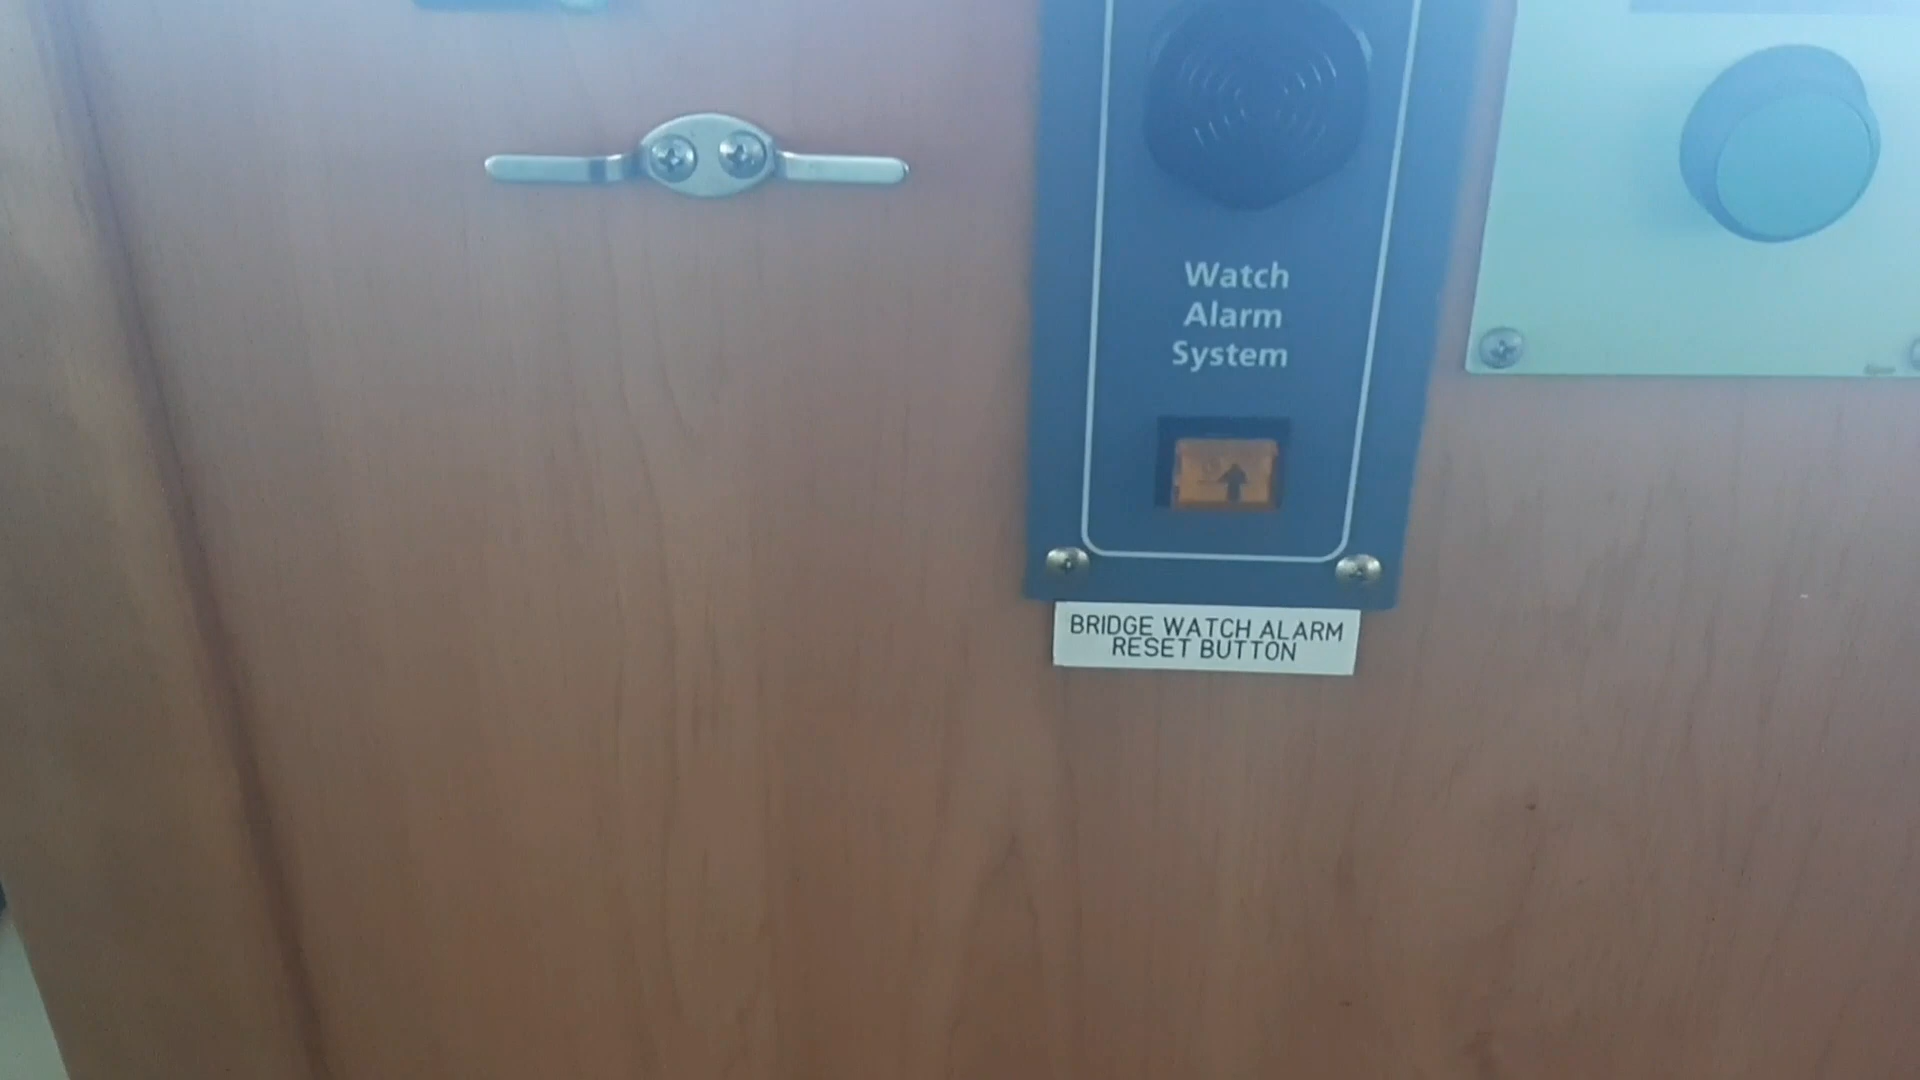 Watch
Alarm
System
BRIDGE WATCH ALARM
RESET BUTTON